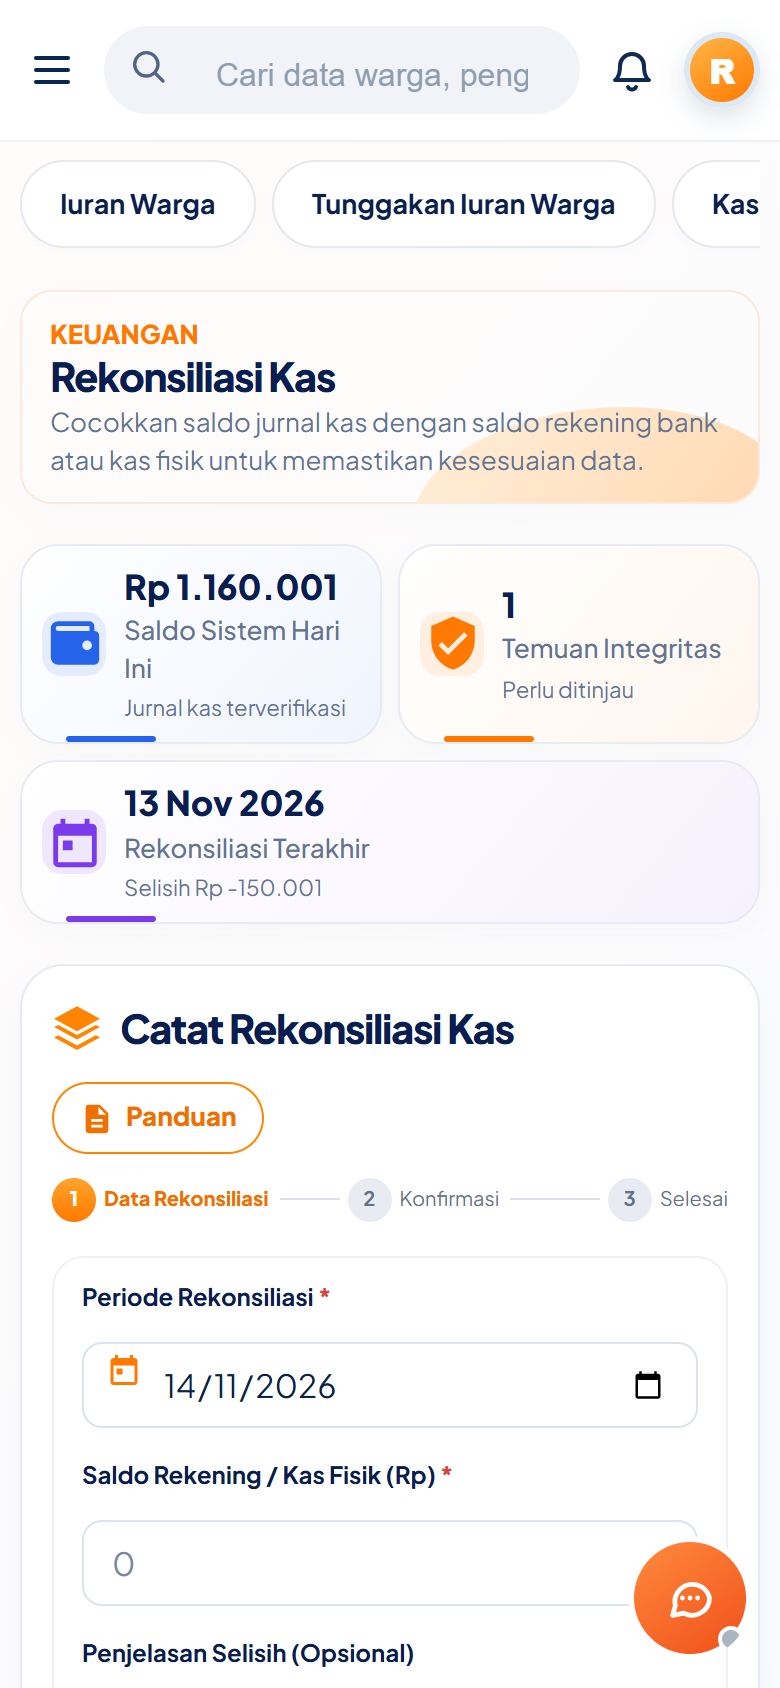 Cari data warga, peng
R
Iuran Warga
Tunggakan Iuran Warga
Kas
KEUANGAN
Rekonsiliasi Kas
Cocokkan saldo jurnal kas dengan saldo rekening bank
atau kas fisik untuk memastikan kesesuaian data.
Rp 1.160.001
Saldo Sistem Hari
Ini
Jurnal kas terverifikasi
1
Temuan Integritas
Perlu ditinjau
13 Nov 2026
Rekonsiliasi Terakhir
Selisih Rp -150.001
Catat Rekonsiliasi Kas
Panduan
1 Data Rekonsiliasi
2 Konfirmasi
3 Selesai
Periode Rekonsiliasi *
14/11/2026
Saldo Rekening / Kas Fisik (Rp) *
0
Penjelasan Selisih (Opsional)